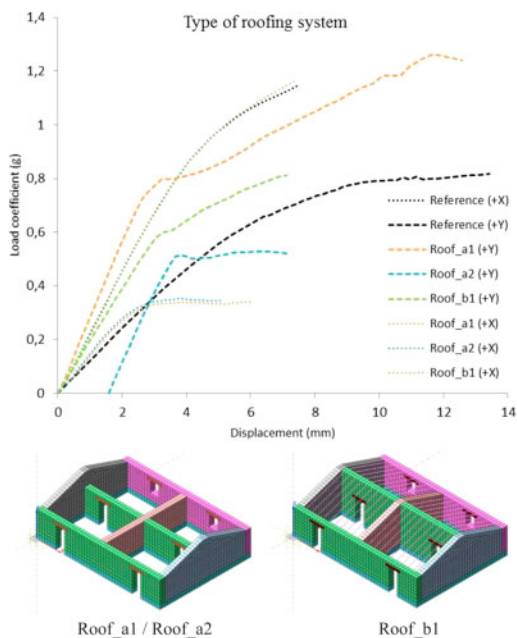 Type of roofing system
1,4
1,2
1
0,8
0,6
0,4
0,2
0
Load coefficient (g)
Reference (+X)
Reference (+Y)
Roof_a1 (+Y)
Roof_a2 (+Y)
Roof_b1 (+Y)
Roof_a1 (+X)
Roof_a2 (+X)
Roof_b1 (+X)
0 2 4 6 8 10 12 14
Displacement (mm)
Roof_a1 / Roof_a2 Roof_b1